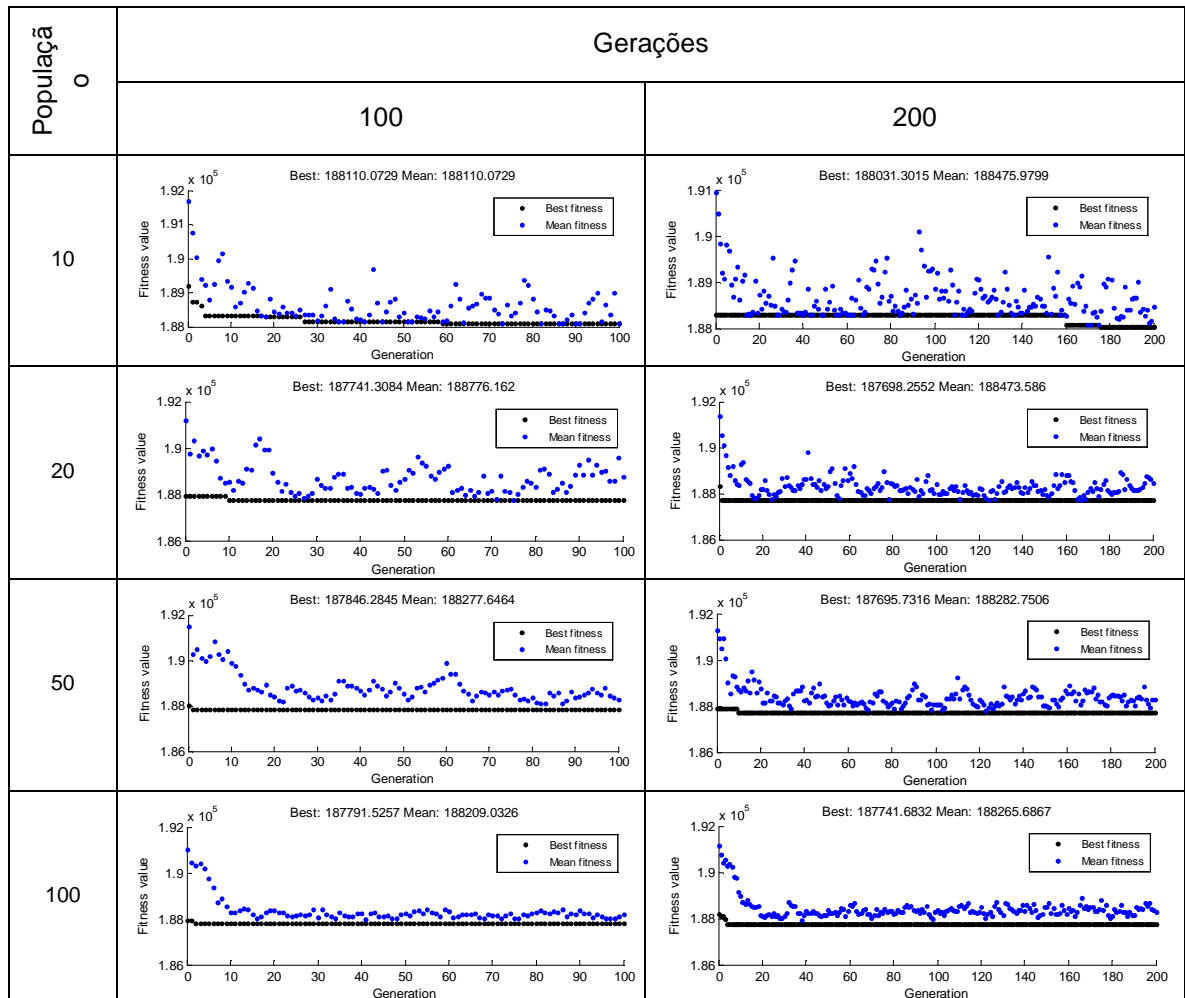 Populaçã
o
Gerações
100
200
10
x 10^5
Best: 188110.0729 Mean: 188110.0729
Best fitness
Mean fitness
Fitness value
1.92
1.91
1.9
1.89
1.88
0 10 20 30 40 50 60 70 80 90 100
Generation
x 10^5
Best: 188031.3015 Mean: 188475.9799
Best fitness
Mean fitness
Fitness value
1.91
1.9
1.89
1.88
0 20 40 60 80 100 120 140 160 180 200
Generation
20
x 10^5
Best: 187741.3084 Mean: 188776.162
Best fitness
Mean fitness
Fitness value
1.92
1.9
1.88
1.86
0 10 20 30 40 50 60 70 80 90 100
Generation
x 10^5
Best: 187698.2552 Mean: 188473.586
Best fitness
Mean fitness
Fitness value
1.92
1.9
1.88
1.86
0 20 40 60 80 100 120 140 160 180 200
Generation
50
x 10^5
Best: 187846.2845 Mean: 188277.6464
Best fitness
Mean fitness
Fitness value
1.92
1.9
1.88
1.86
0 10 20 30 40 50 60 70 80 90 100
Generation
x 10^5
Best: 187695.7316 Mean: 188282.7506
Best fitness
Mean fitness
Fitness value
1.92
1.9
1.88
1.86
0 20 40 60 80 100 120 140 160 180 200
Generation
100
x 10^5
Best: 187791.5257 Mean: 188209.0326
Best fitness
Mean fitness
Fitness value
1.92
1.9
1.88
1.86
0 10 20 30 40 50 60 70 80 90 100
Generation
x 10^5
Best: 187741.6832 Mean: 188265.6867
Best fitness
Mean fitness
Fitness value
1.92
1.9
1.88
1.86
0 20 40 60 80 100 120 140 160 180 200
Generation